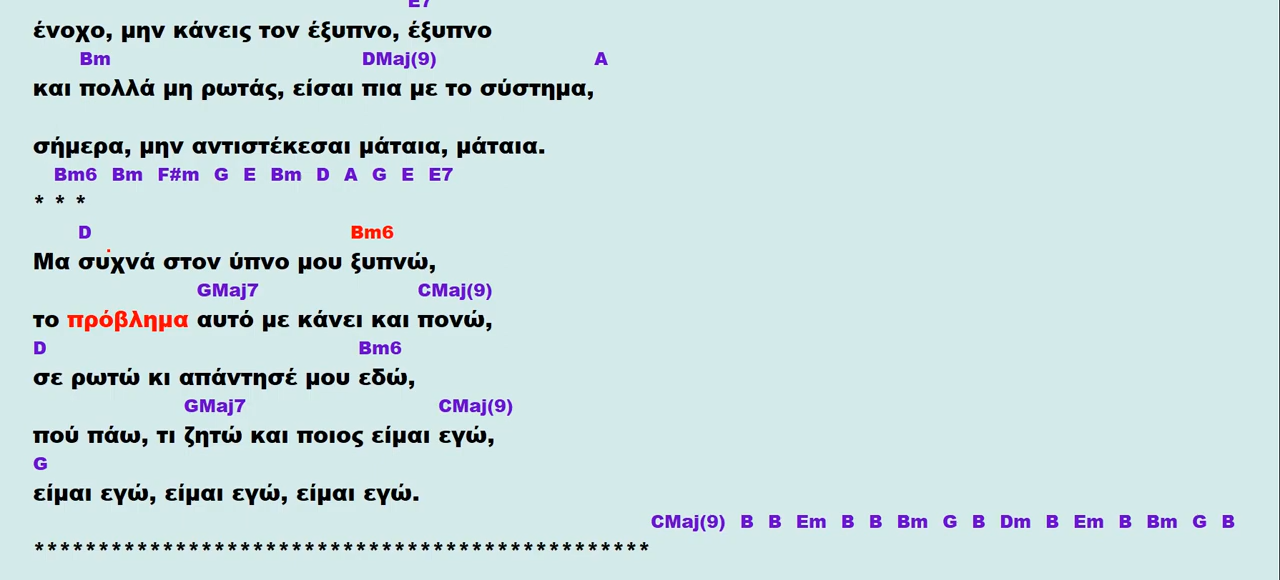 E7
ένοχο, μην κάνεις τον έξυπνο, έξυπνο
Bm DMaj(9) A
και πολλά μη ρωτάς, είσαι πια με το σύστημα,
σήμερα, μην αντιστέκεσαι μάταια, μάταια.
Bm6 Bm F#m G E Bm D A G E E7
* * *
D Bm6
Μα συχνά στον ύπνο μου ξυπνώ,
GMaj7 CMaj(9)
το πρόβλημα αυτό με κάνει και πονώ,
D Bm6
σε ρωτώ κι απάντησέ μου εδώ,
GMaj7 CMaj(9)
πού πάω, τι ζητώ και ποιος είμαι εγώ,
G
είμαι εγώ, είμαι εγώ, είμαι εγώ.
CMaj(9) B B Em B B Bm G B Dm B Em B Bm G B
************************************************